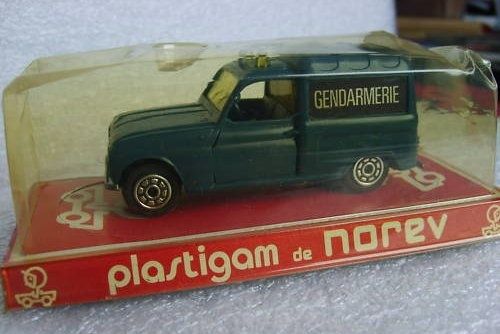 GENDARMERIE
plastigam de norev